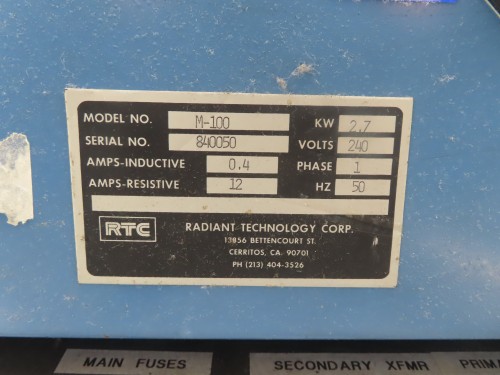 MODEL NO. M-100 KW 2.7
SERIAL NO. 840050 VOLTS 240
AMPS-INDUCTIVE 0.4 PHASE 1
AMPS-RESISTIVE 12 HZ 50
RTC RADIANT TECHNOLOGY CORP.
13856 BETTENCOURT ST.
CERRITOS, CA. 90701
PH (213) 404-3526
MAIN FUSES SECONDARY XFMR PRIMA